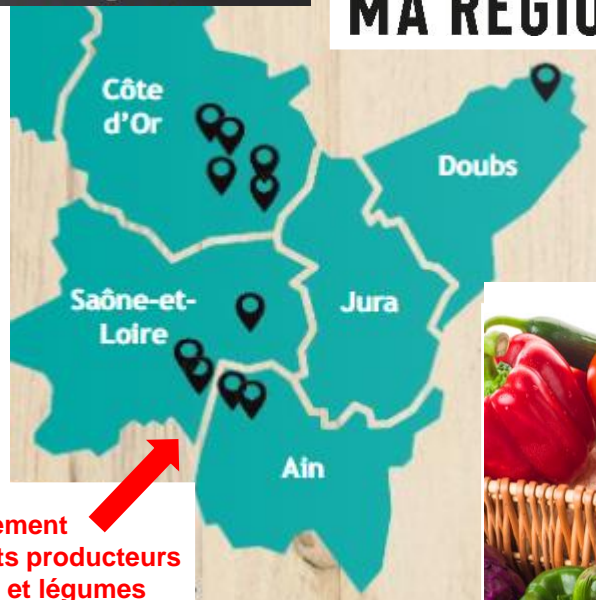 MA RÉGIO
Côte
d'Or
Doubs
Saône-et-
Loire
Jura
Ain
ement
ts producteurs
et légumes